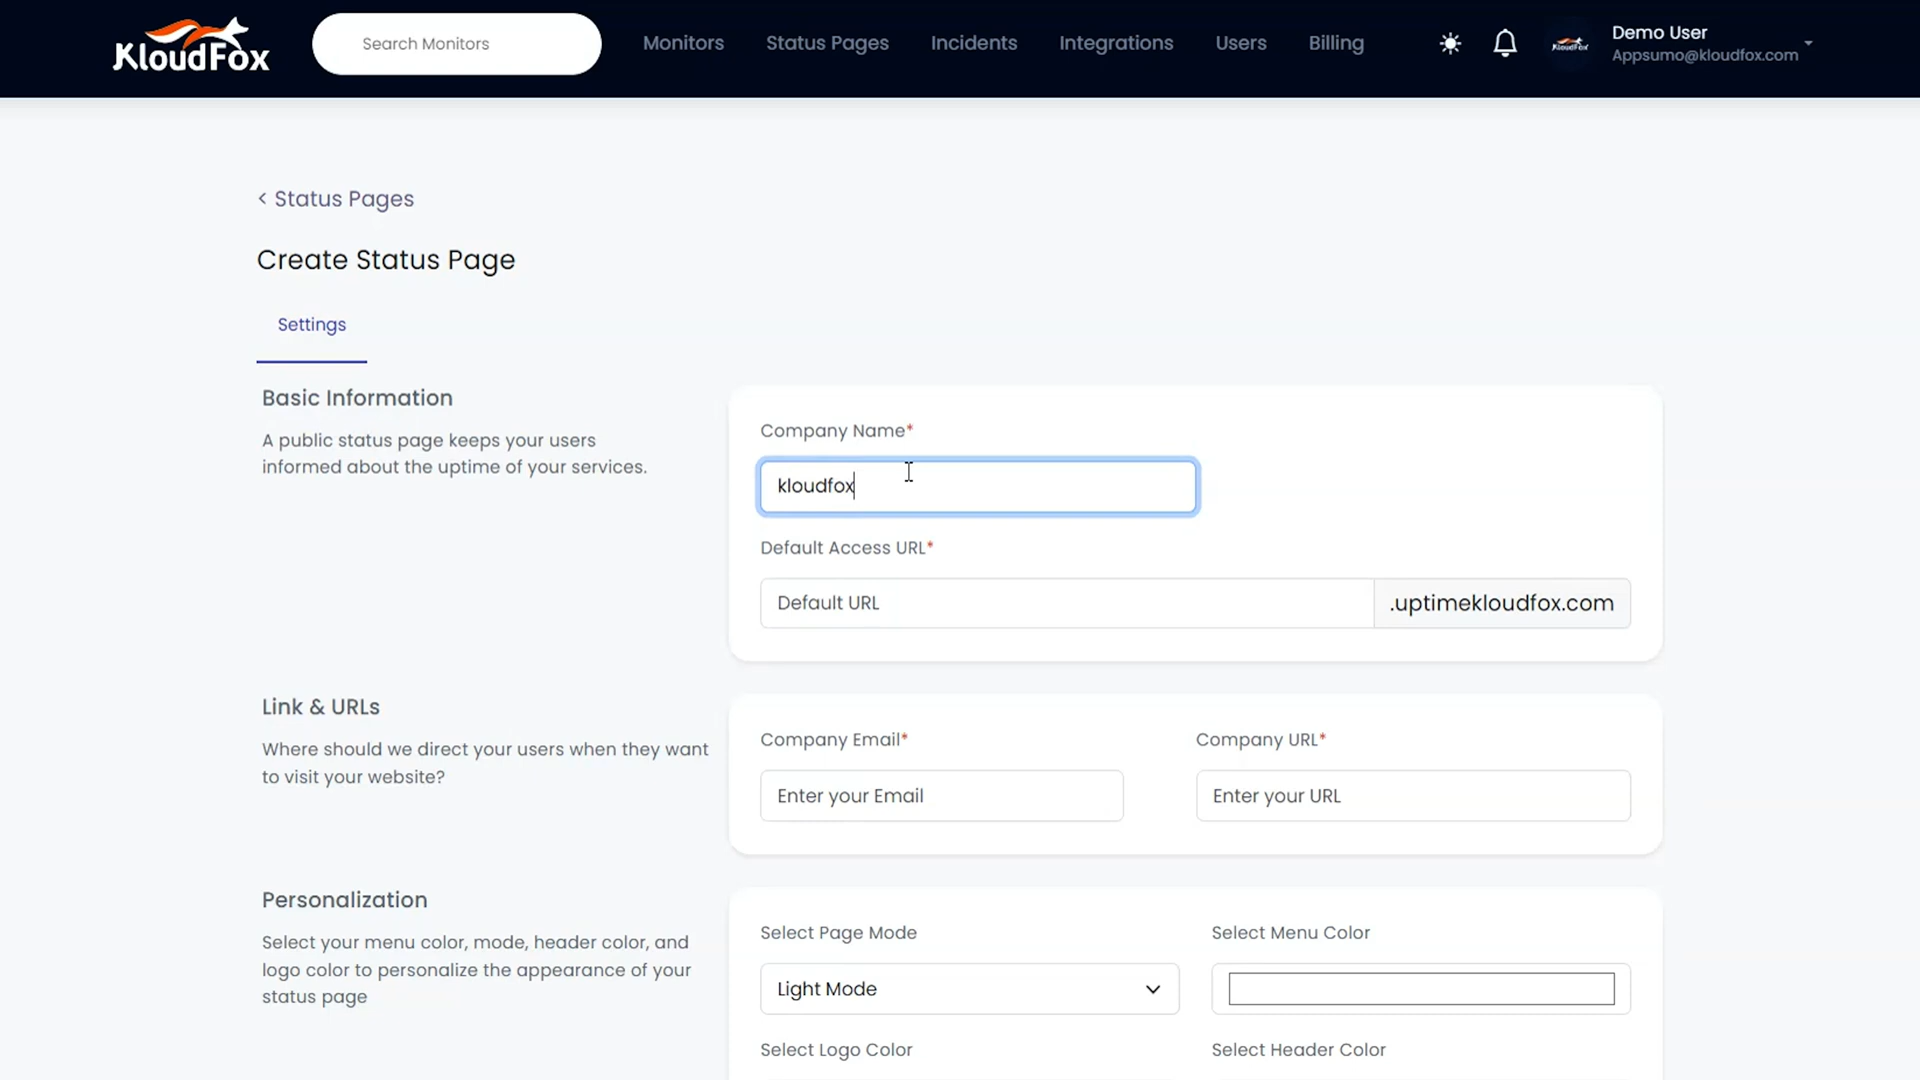 KloudFox
Search Monitors
Monitors
Status Pages
Incidents
Integrations
Users
Billing
KloudFox
Demo User
Appsumo@kloudfox.com
< Status Pages
Create Status Page
Settings
Basic Information
A public status page keeps your users
informed about the uptime of your services.
Company Name*
kloudfox
Default Access URL*
Default URL
.uptimekloudfox.com
Link & URLs
Where should we direct your users when they want
to visit your website?
Company Email*
Company URL*
Enter your Email
Enter your URL
Personalization
Select your menu color, mode, header color, and
logo color to personalize the appearance of your
status page
Select Page Mode
Select Menu Color
Light Mode
Select Logo Color
Select Header Color